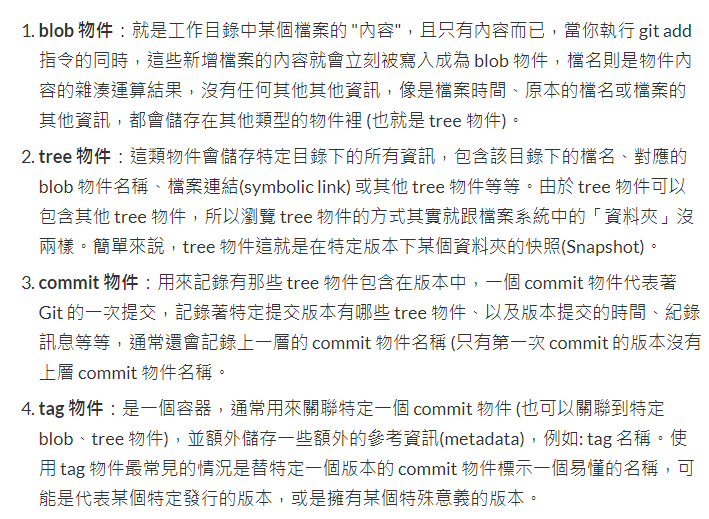 1. blob 物件：就是工作目錄中某個檔案的 "內容"，且只有內容而已，當你執行 git add
指令的同時，這些新增檔案的內容就會立刻被寫入成為 blob 物件，檔名則是物件內
容的雜湊運算結果，沒有任何其他其他資訊，像是檔案時間、原本的檔名或檔案的
其他資訊，都會儲存在其他類型的物件裡 (也就是 tree 物件)。
2. tree 物件：這類物件會儲存特定目錄下的所有資訊，包含該目錄下的檔名、對應的
blob 物件名稱、檔案連結(symbolic link) 或其他 tree 物件等等。由於 tree 物件可以
包含其他 tree 物件，所以瀏覽 tree 物件的方式其實就跟檔案系統中的「資料夾」沒
兩樣。簡單來說，tree 物件這就是在特定版本下某個資料夾的快照(Snapshot)。
3. commit 物件：用來記錄有那些 tree 物件包含在版本中，一個 commit 物件代表著
Git 的一次提交，記錄著特定提交版本有哪些 tree 物件、以及版本提交的時間、紀錄
訊息等等，通常還會記錄上一層的 commit 物件名稱 (只有第一次 commit 的版本沒有
上層 commit 物件名稱。
4. tag 物件：是一個容器，通常用來關聯特定一個 commit 物件 (也可以關聯到特定
blob、tree 物件)，並額外儲存一些額外的參考資訊(metadata)，例如: tag 名稱。使
用 tag 物件最常見的情況是替特定一個版本的 commit 物件標示一個易懂的名稱，可
能是代表某個特定發行的版本，或是擁有某個特殊意義的版本。